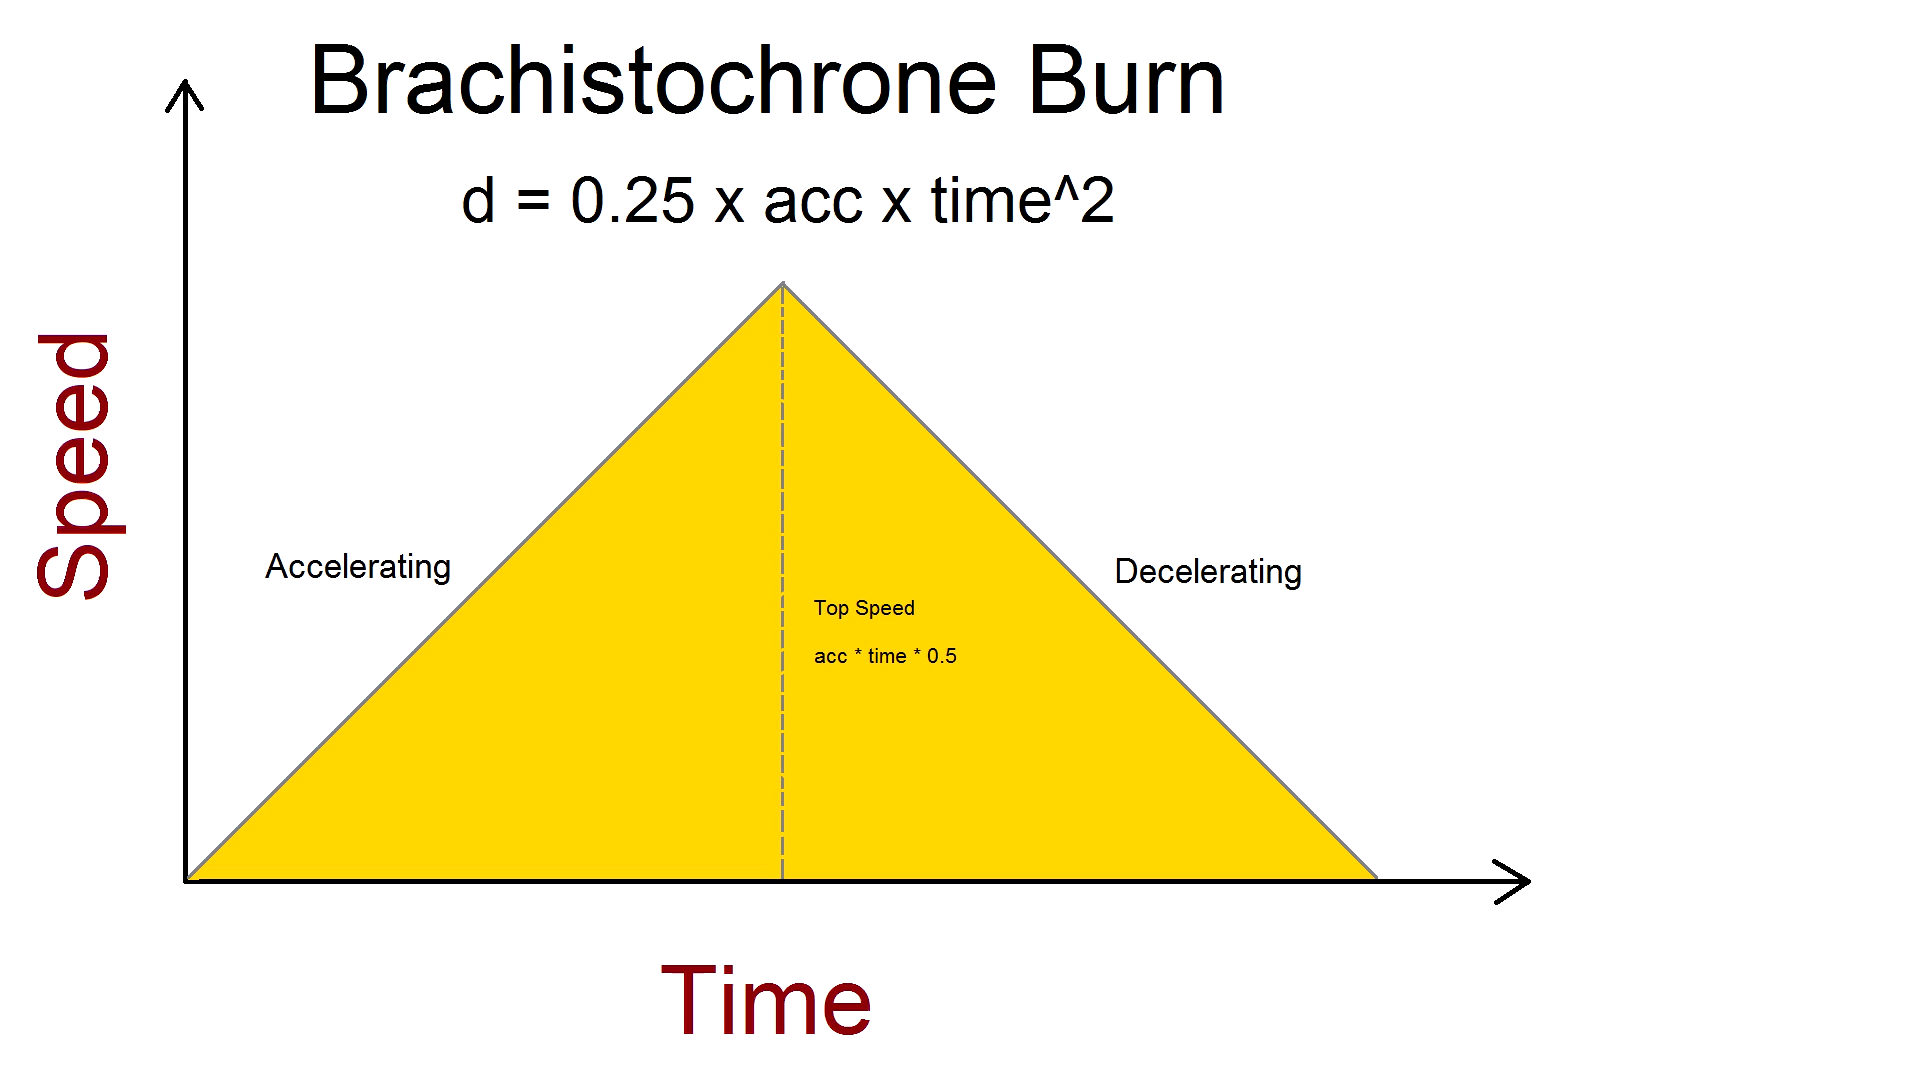 Brachistochrone Burn
d = 0.25 x acc x time^2
Speed
Accelerating
Decelerating
Top Speed
acc * time * 0.5
Time